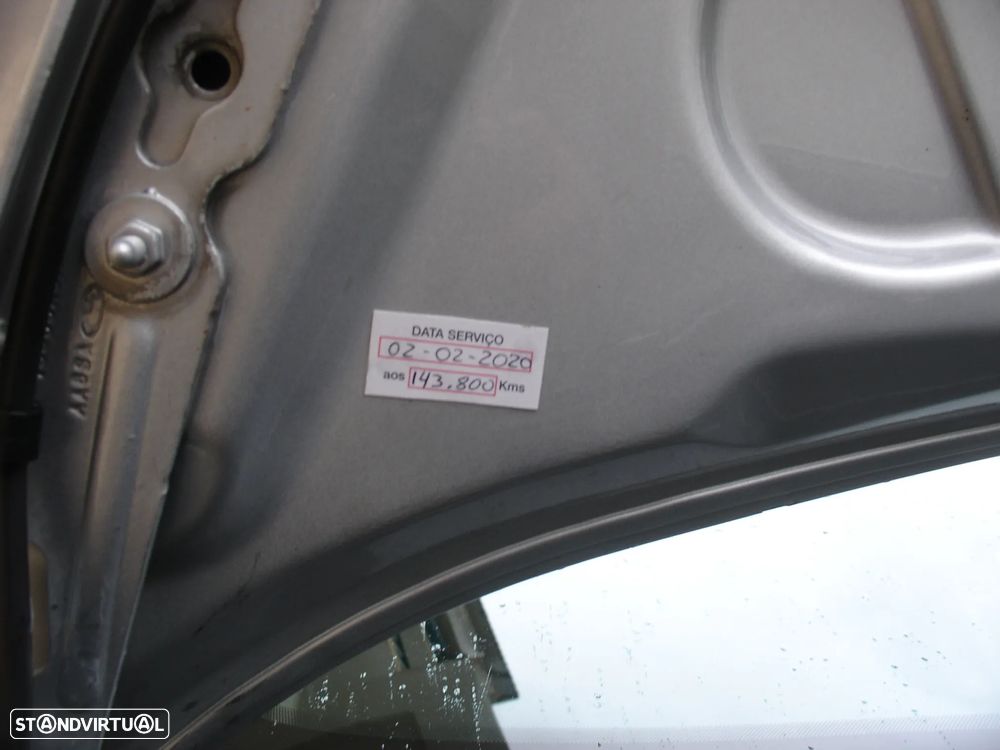 DATA SERVIÇO
02-02-2020
aos 143.800 Kms
STANDVIRTUAL